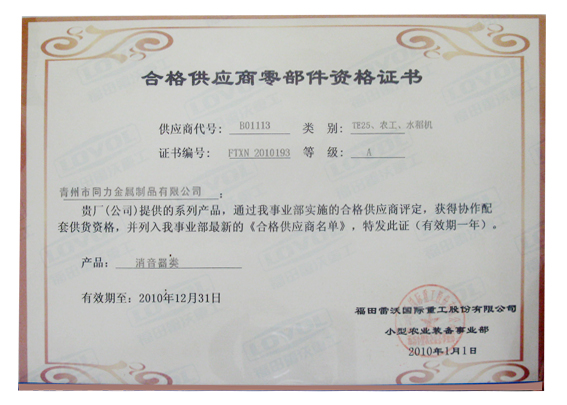 合格供应商零部件资格证书
供应商代号: B01113 类 别: TE25、农工、水稻机
证书编号: FTXN 2010193 等 级: A
青州市同力金属制品有限公司:
贵厂(公司)提供的系列产品，通过我事业部实施的合格供应商评定，获得协作配
套供货资格，并列入我事业部最新的《合格供应商名单》，特发此证(有效期一年)。
产品: 消音器类
有效期至: 2010年12月31日
福田雷沃国际重工股份有限公司
小型农业装备事业部
2010年1月1日